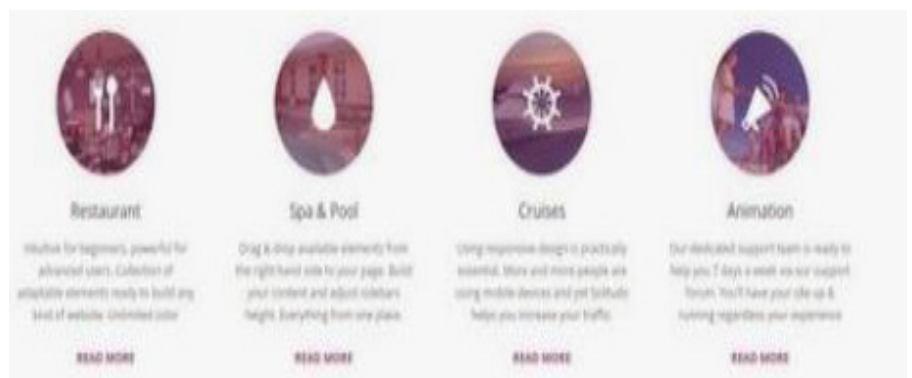 Restaurant
Intuitive for beginners, powerful for
advanced users. Collection of
adaptable elements ready to build any
kind of website. Unlimited color
READ MORE
Spa & Pool
Drag & drop available elements from
the right hand side to your page. Build
your content and adjust sidebars
height. Everything from one place.
READ MORE
Cruises
Using responsive design is practically
essential. More and more people are
using mobile devices and yet Solitudo
helps you increase your traffic
READ MORE
Animation
Our dedicated support team is ready to
help you 7 days a week via our support
forum. You'll have your site up &
running regardless your experience
READ MORE